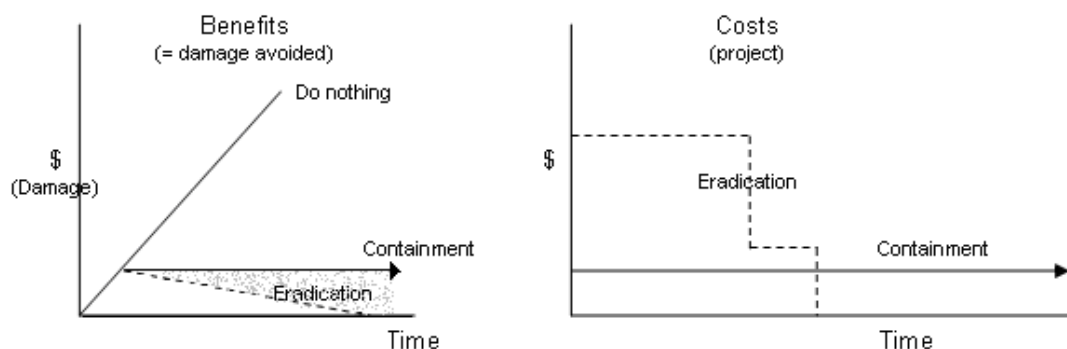 Benefits
(= damage avoided)
Do nothing
$
(Damage)
Containment
Eradication
Time
Costs
(project)
$
Eradication
Containment
Time